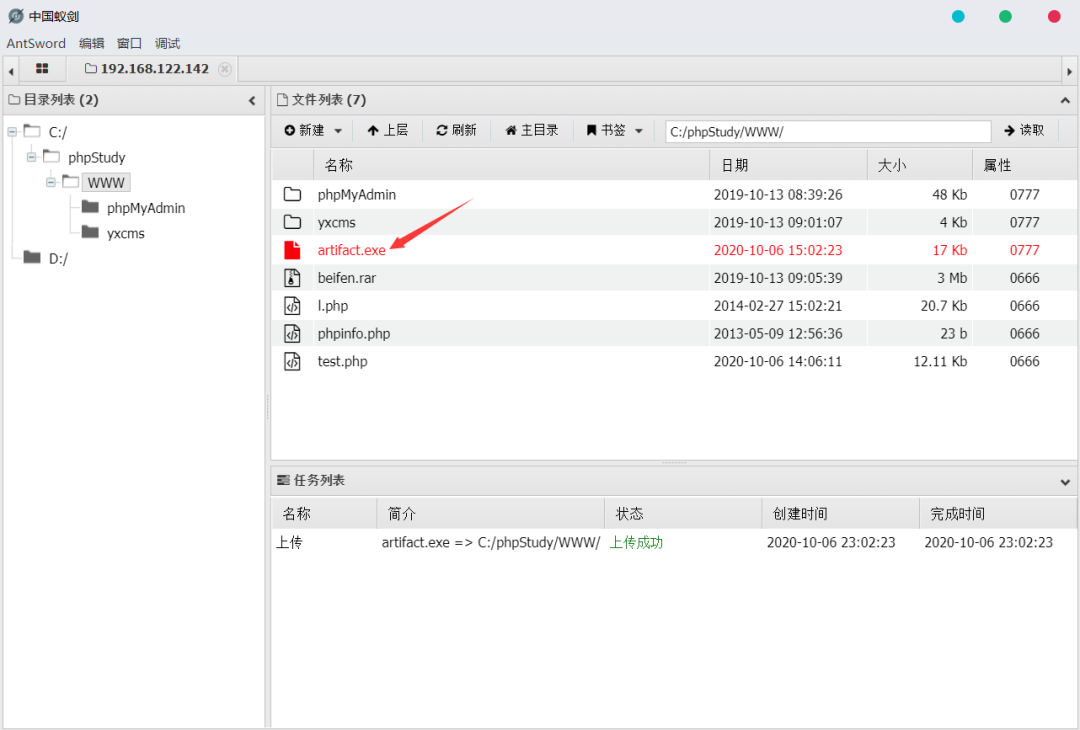 中国蚁剑
AntSword 编辑 窗口 调试
192.168.122.142
目录列表 (2)
C:/
phpStudy
WWW
phpMyAdmin
yxcms
D:/
文件列表 (7)
新建 上层 刷新 主目录 书签 C:/phpStudy/WWW/ 读取
名称 日期 大小 属性
phpMyAdmin 2019-10-13 08:39:26 48 Kb 0777
yxcms 2019-10-13 09:01:07 4 Kb 0777
artifact.exe 2020-10-06 15:02:23 17 Kb 0777
beifen.rar 2019-10-13 09:05:39 3 Mb 0666
l.php 2014-02-27 15:02:21 20.7 Kb 0666
phpinfo.php 2013-05-09 12:56:36 23 b 0666
test.php 2020-10-06 14:06:11 12.11 Kb 0666
任务列表
名称 简介 状态 创建时间 完成时间
上传 artifact.exe => C:/phpStudy/WWW/ 上传成功 2020-10-06 23:02:23 2020-10-06 23:02:23